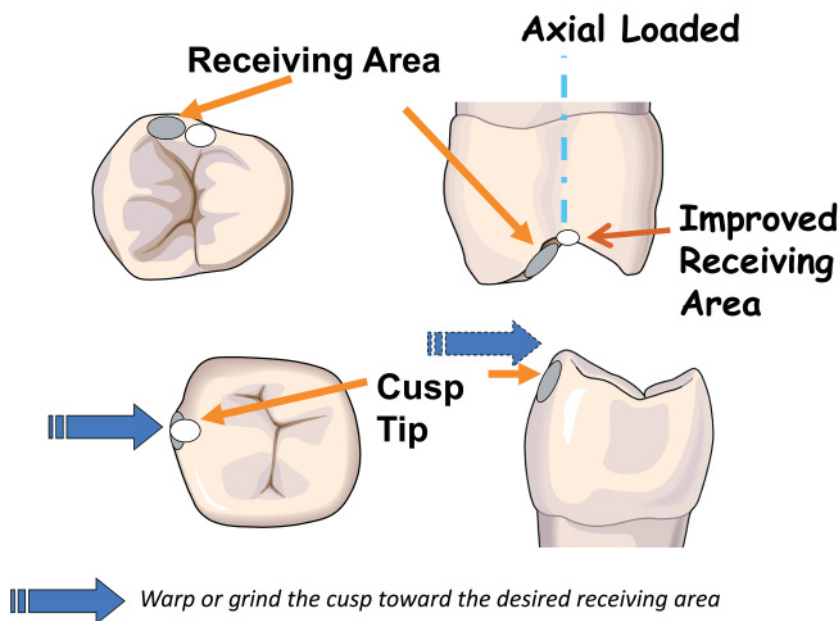 Axial Loaded
Receiving Area
Improved
Receiving
Area
Cusp
Tip
Warp or grind the cusp toward the desired receiving area